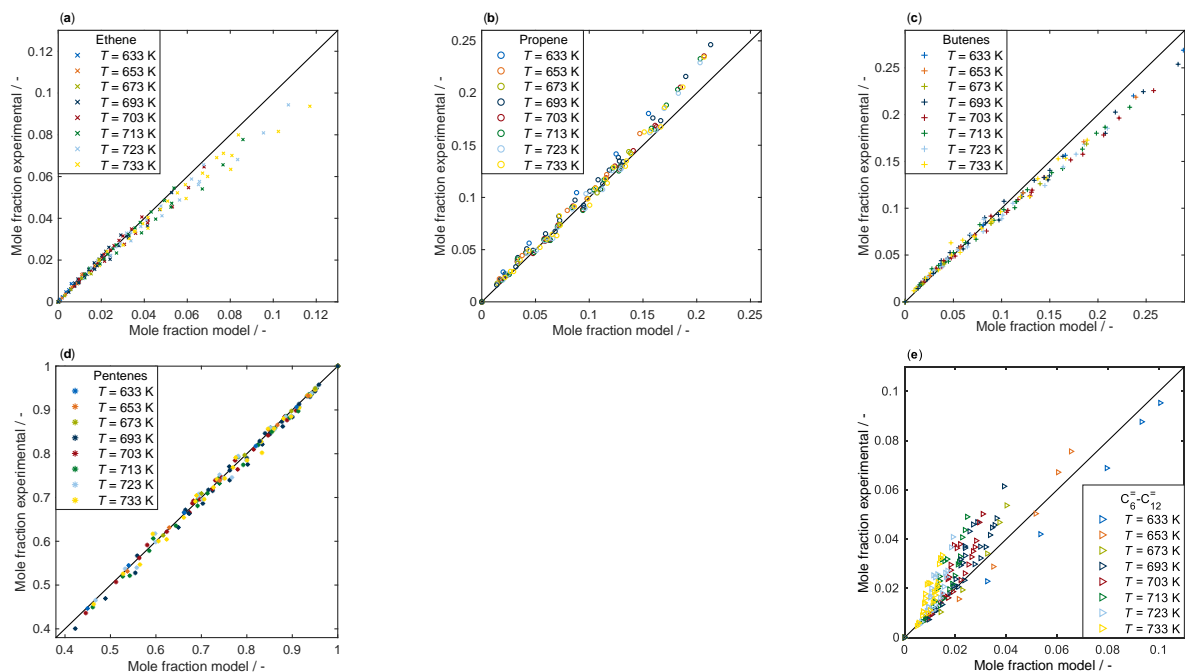 (a)
Ethene
T = 633 K
T = 653 K
T = 673 K
T = 693 K
T = 703 K
T = 713 K
T = 723 K
T = 733 K
0.12
0.1
0.08
0.06
0.04
0.02
0
0 0.02 0.04 0.06 0.08 0.1 0.12
Mole fraction experimental / -
Mole fraction model / -
(b)
Propene
T = 633 K
T = 653 K
T = 673 K
T = 693 K
T = 703 K
T = 713 K
T = 723 K
T = 733 K
0.25
0.2
0.15
0.1
0.05
0
0 0.05 0.1 0.15 0.2 0.25
Mole fraction experimental / -
Mole fraction model / -
(c)
Butenes
T = 633 K
T = 653 K
T = 673 K
T = 693 K
T = 703 K
T = 713 K
T = 723 K
T = 733 K
0.25
0.2
0.15
0.1
0.05
0
0 0.05 0.1 0.15 0.2 0.25
Mole fraction experimental / -
Mole fraction model / -
(d)
Pentenes
T = 633 K
T = 653 K
T = 673 K
T = 693 K
T = 703 K
T = 713 K
T = 723 K
T = 733 K
1
0.9
0.8
0.7
0.6
0.5
0.4
0.4 0.5 0.6 0.7 0.8 0.9 1
Mole fraction experimental / -
Mole fraction model / -
(e)
C₆⁼-C₁₂⁼
T = 633 K
T = 653 K
T = 673 K
T = 693 K
T = 703 K
T = 713 K
T = 723 K
T = 733 K
0.1
0.08
0.06
0.04
0.02
0
0 0.02 0.04 0.06 0.08 0.1
Mole fraction experimental / -
Mole fraction model / -